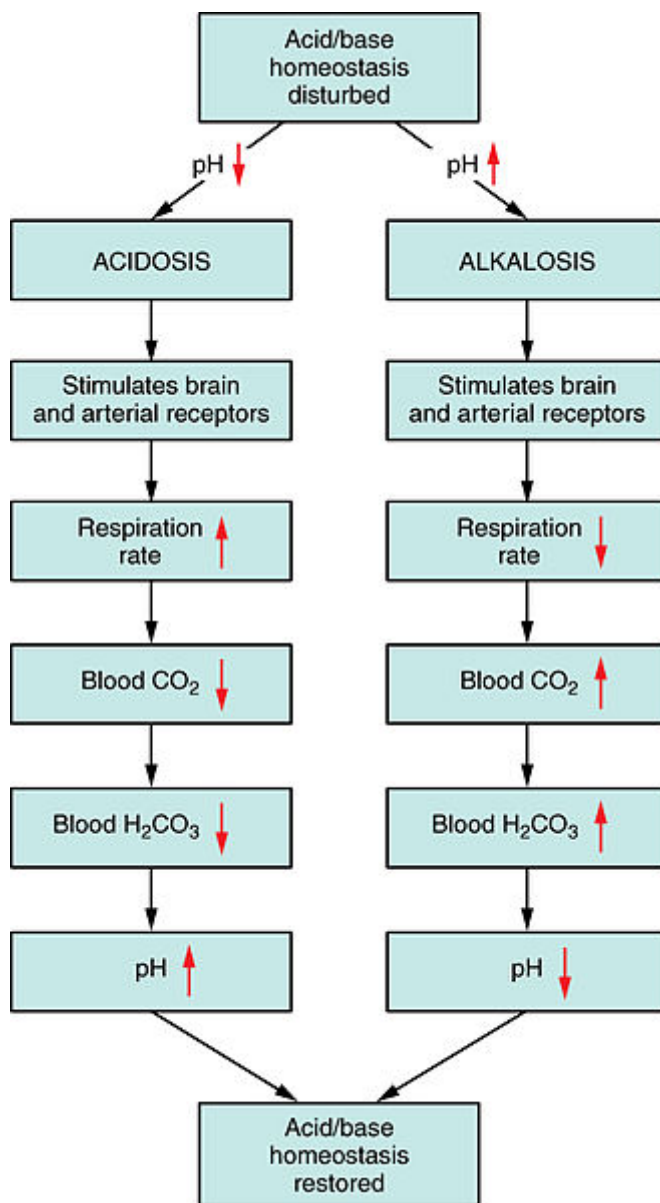 Acid/base
homeostasis
disturbed
pH
pH
ACIDOSIS
ALKALOSIS
Stimulates brain
and arterial receptors
Stimulates brain
and arterial receptors
Respiration
rate
Respiration
rate
Blood CO₂
Blood CO₂
Blood H₂CO₃
Blood H₂CO₃
pH
pH
Acid/base
homeostasis
restored